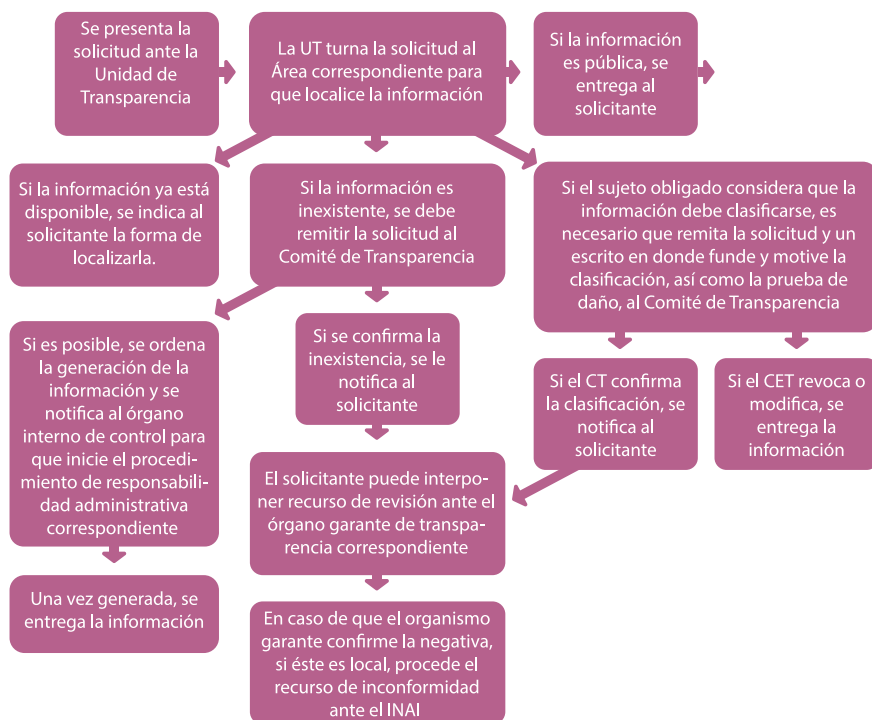 Se presenta la
solicitud ante la
Unidad de
Transparencia
La UT turna la solicitud al
Área correspondiente para
que localice la información
Si la información
es pública, se
entrega al
solicitante
Si la información ya está
disponible, se indica al
solicitante la forma de
localizarla.
Si la información es
inexistente, se debe
remitir la solicitud al
Comité de Transparencia
Si el sujeto obligado considera que la
información debe clasificarse, es
necesario que remita la solicitud y un
escrito en donde funde y motive la
clasificación, así como la prueba de
daño, al Comité de Transparencia
Si es posible, se ordena
la generación de la
información y se
notifica al órgano
interno de control para
que inicie el procedi-
miento de responsabili-
dad administrativa
correspondiente
Si se confirma la
inexistencia, se le
notifica al
solicitante
Si el CT confirma
la clasificación, se
notifica al
solicitante
Si el CET revoca o
modifica, se
entrega la
información
El solicitante puede interpo-
ner recurso de revisión ante el
órgano garante de transpa-
rencia correspondiente
Una vez generada, se
entrega la información
En caso de que el organismo
garante confirme la negativa,
si éste es local, procede el
recurso de inconformidad
ante el INAI